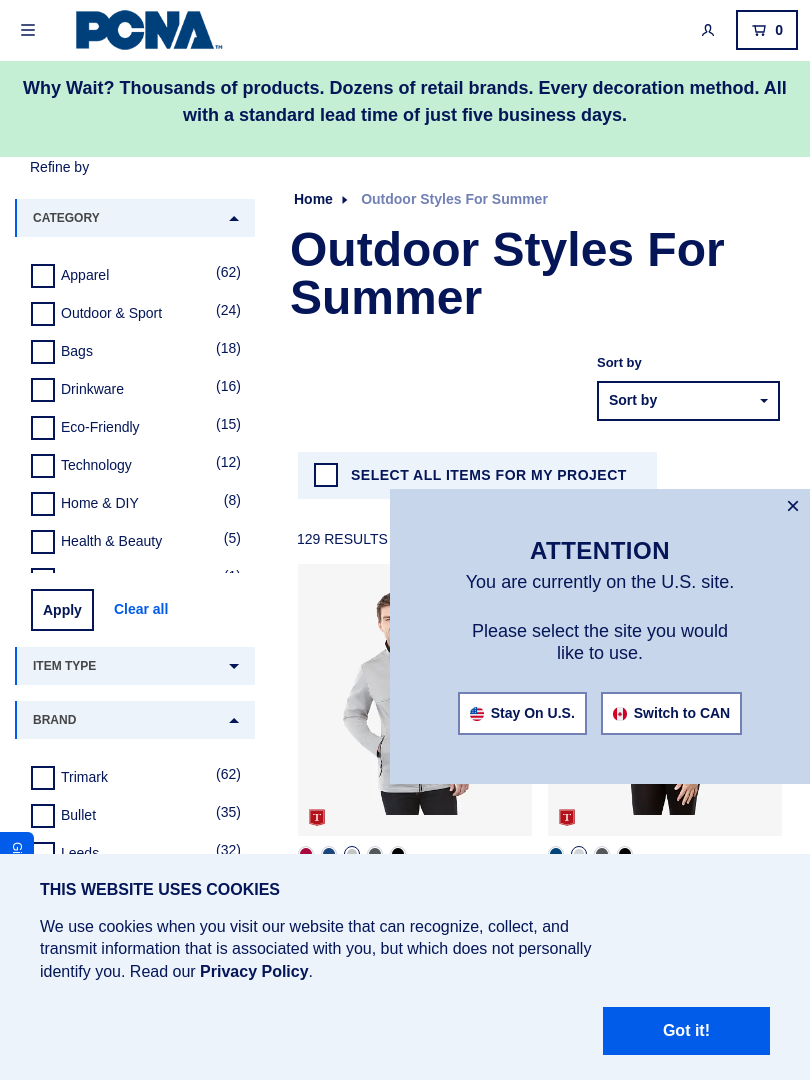 PCNA™
0
Why Wait? Thousands of products. Dozens of retail brands. Every decoration method. All
with a standard lead time of just five business days.
Refine by
CATEGORY
Apparel (62)
Outdoor & Sport (24)
Bags (18)
Drinkware (16)
Eco-Friendly (15)
Technology (12)
Home & DIY (8)
Health & Beauty (5)
Apply
Clear all
ITEM TYPE
BRAND
Trimark (62)
Bullet (35)
Leeds (32)
Home
Outdoor Styles For Summer
Outdoor Styles For
Summer
Sort by
Sort by
SELECT ALL ITEMS FOR MY PROJECT
129 RESULTS
T
T
×
ATTENTION
You are currently on the U.S. site.
Please select the site you would
like to use.
Stay On U.S.
Switch to CAN
THIS WEBSITE USES COOKIES
We use cookies when you visit our website that can recognize, collect, and
transmit information that is associated with you, but which does not personally
identify you. Read our Privacy Policy.
Got it!